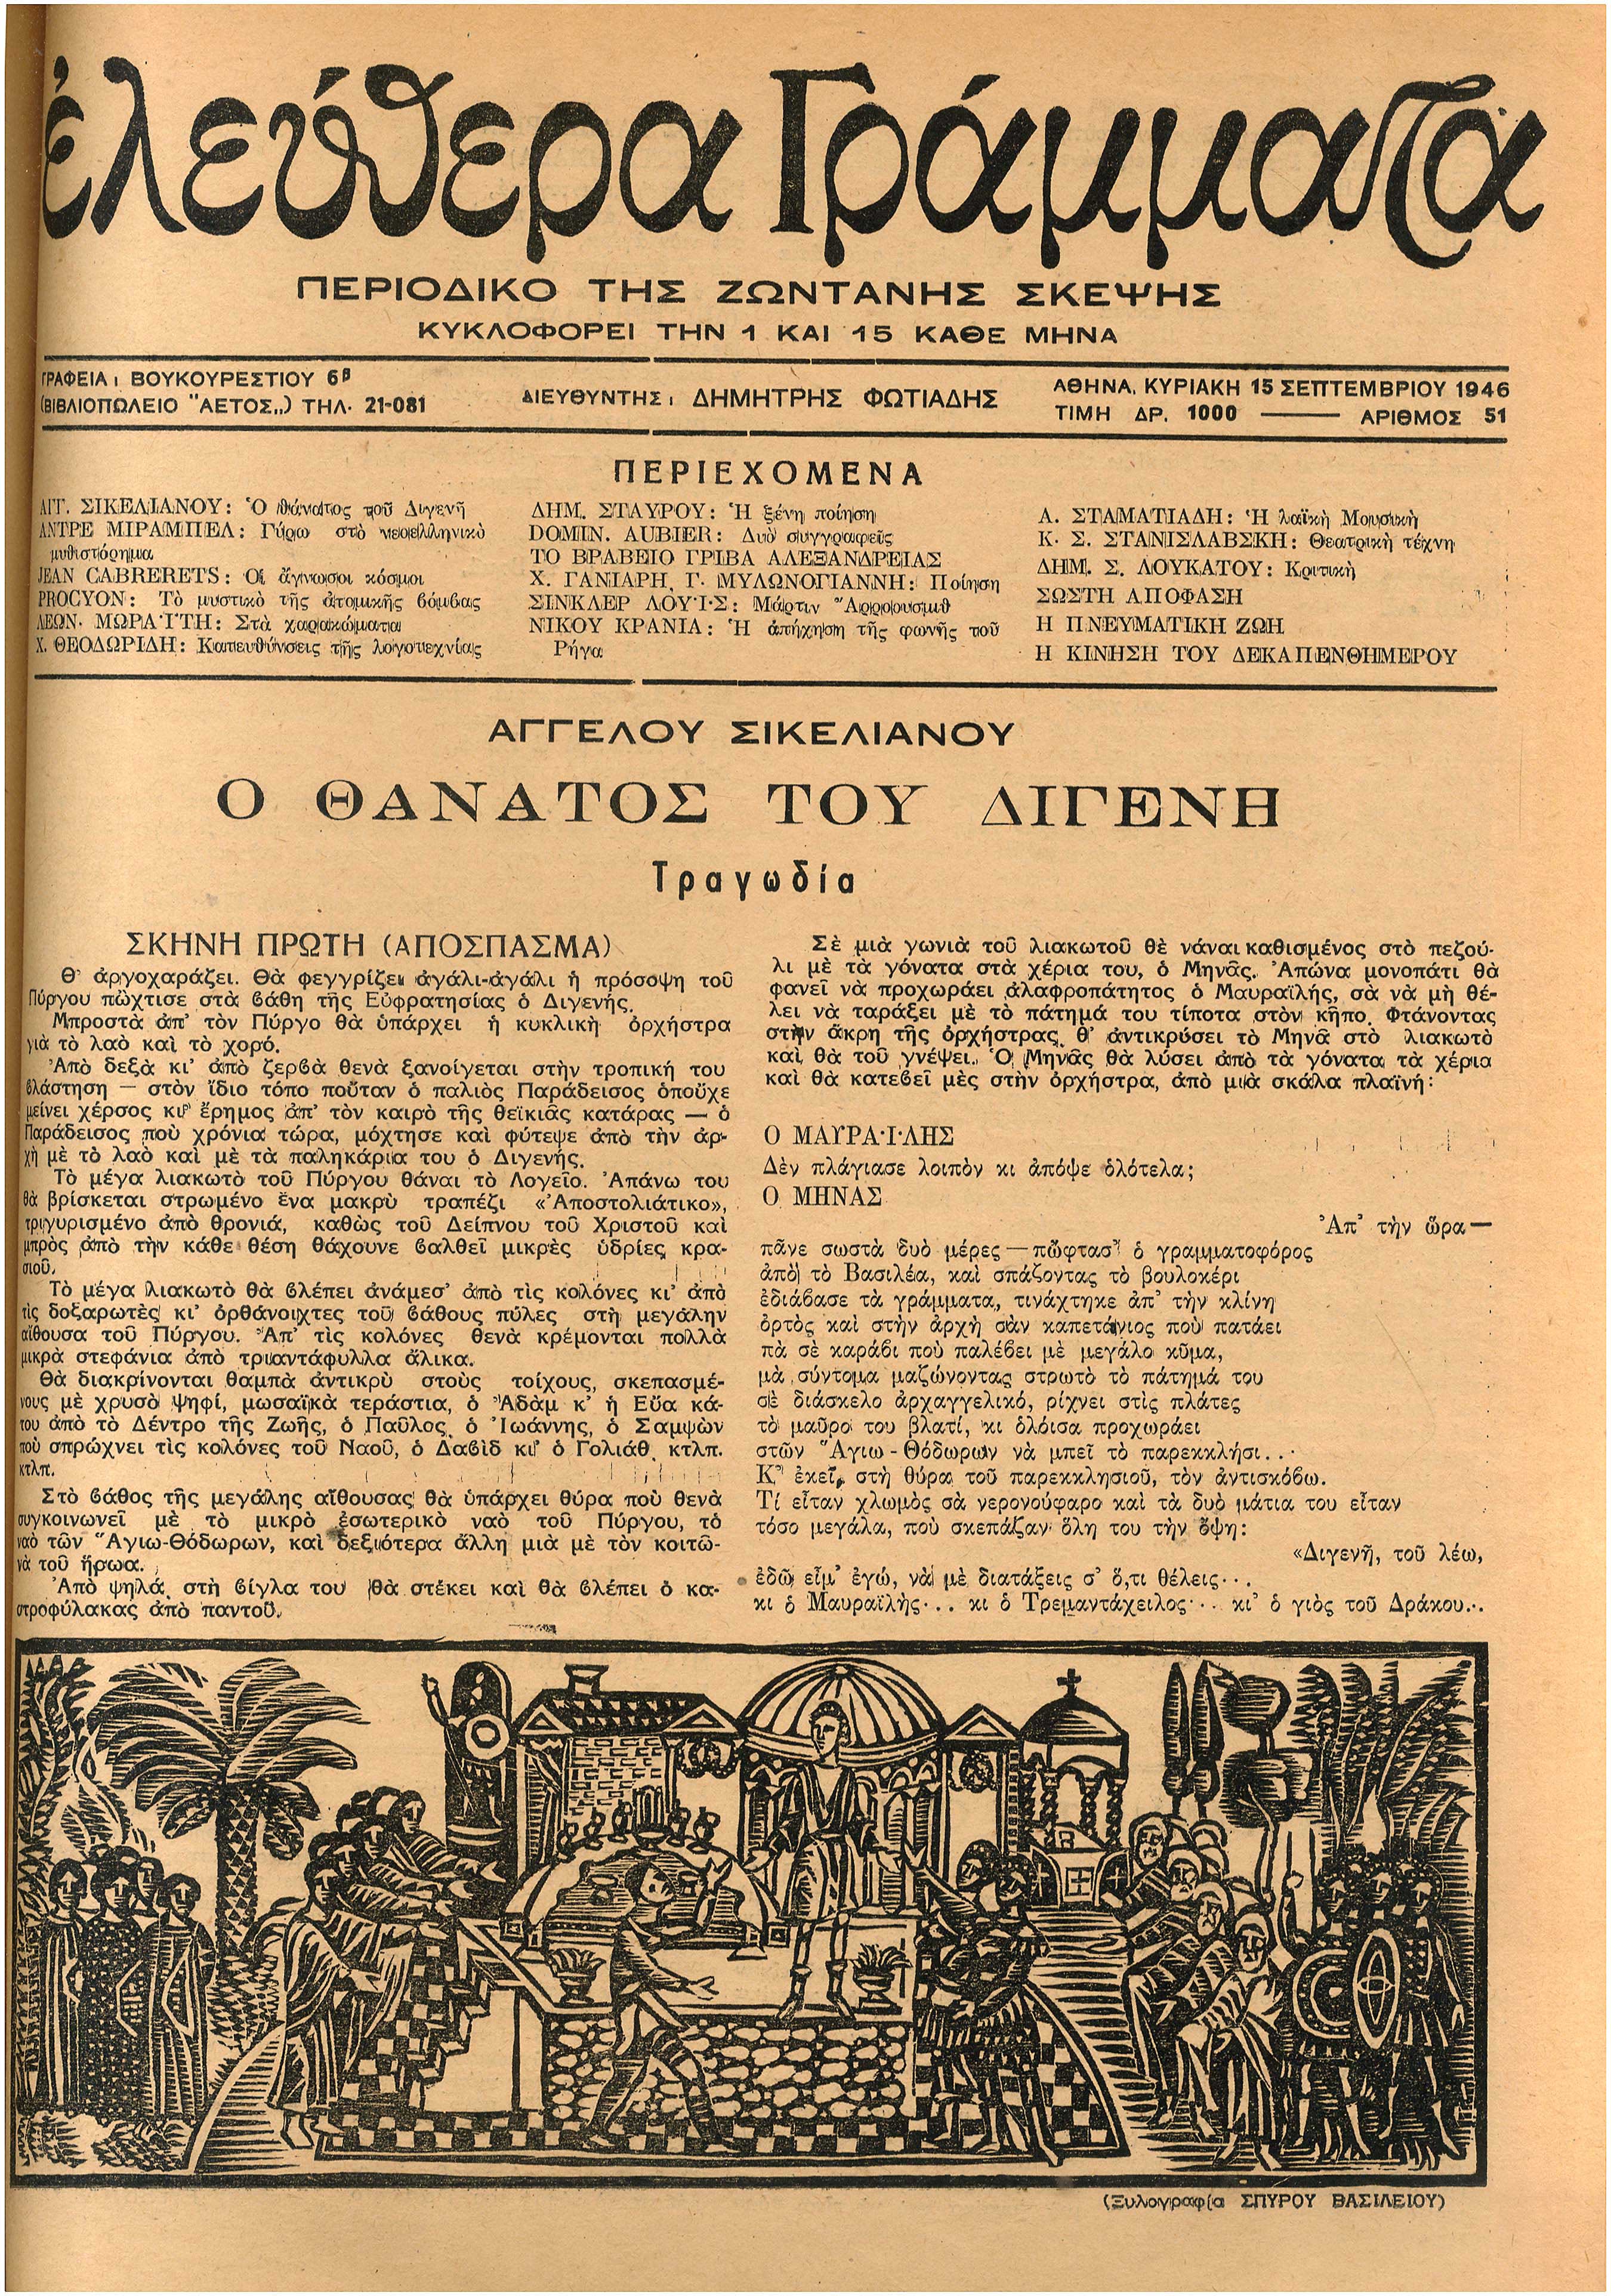 ἐλεύθερα Γράμματα
ΠΕΡΙΟΔΙΚΟ ΤΗΣ ΖΩΝΤΑΝΗΣ ΣΚΕΨΗΣ
ΚΥΚΛΟΦΟΡΕΙ ΤΗΝ 1 ΚΑΙ 15 ΚΑΘΕ ΜΗΝΑ
ΓΡΑΦΕΙΑ: ΒΟΥΚΟΥΡΕΣΤΙΟΥ 6β
(ΒΙΒΛΙΟΠΩΛΕΙΟ "ΑΕΤΟΣ„) ΤΗΛ. 21-081
ΔΙΕΥΘΥΝΤΗΣ: ΔΗΜΗΤΡΗΣ ΦΩΤΙΑΔΗΣ
ΑΘΗΝΑ, ΚΥΡΙΑΚΗ 15 ΣΕΠΤΕΜΒΡΙΟΥ 1946
ΤΙΜΗ ΔΡ. 1000 —— ΑΡΙΘΜΟΣ 51
ΠΕΡΙΕΧΟΜΕΝΑ
ΑΓΓ. ΣΙΚΕΛΙΑΝΟΥ: Ὁ θάνατος τοῦ Διγενῆ
ΑΝΤΡΕ ΜΙΡΑΜΠΕΛ: Γύρω στὸ νεοελληνικὸ
μυθιστόρημα
JEAN CABRERETS: Οἱ ἄγνωσοι κόσμοι
PROCYON: Τὸ μυστικὸ τῆς ἀτομικῆς βόμβας
ΛΕΩΝ. ΜΩΡΑ·Ι·ΤΗ: Στὰ χαρακώματα
Χ. ΘΕΟΔΩΡΙΔΗ: Κατευθύνσεις τῆς λογοτεχνίας
ΔΗΜ. ΣΤΑΥΡΟΥ: Ἡ ξένη ποίηση
DOMIN. AUBIER: Δυὸ συγγραφεῖς
ΤΟ ΒΡΑΒΕΙΟ ΓΡΙΒΑ ΑΛΕΞΑΝΔΡΕΙΑΣ
Χ. ΓΑΝΙΑΡΗ, Γ. ΜΥΛΩΝΟΓΙΑΝΝΗ: Ποίηση
ΣΙΝΚΛΕΡ ΛΟΥ·Ι·Σ: Μάρτιν Ἄρροουσμιθ
ΝΙΚΟΥ ΚΡΑΝΙΑ: Ἡ ἀπήχηση τῆς φωνῆς τοῦ
Ρήγα
Α. ΣΤΑΜΑΤΙΑΔΗ: Ἡ λαϊκὴ Μουσικὴ
Κ. Σ. ΣΤΑΝΙΣΛΑΒΣΚΗ: Θεατρικὴ τέχνη
ΔΗΜ. Σ. ΛΟΥΚΑΤΟΥ: Κριτικὴ
ΣΩΣΤΗ ΑΠΟΦΑΣΗ
Η ΠΝΕΥΜΑΤΙΚΗ ΖΩΗ
Η ΚΙΝΗΣΗ ΤΟΥ ΔΕΚΑΠΕΝΘΗΜΕΡΟΥ
ΑΓΓΕΛΟΥ ΣΙΚΕΛΙΑΝΟΥ
Ο ΘΑΝΑΤΟΣ ΤΟΥ ΔΙΓΕΝΗ
Τραγωδία
ΣΚΗΝΗ ΠΡΩΤΗ (ΑΠΟΣΠΑΣΜΑ)
Θ' ἀργοχαράζει. Θὰ φεγγρίζει ἀγάλι-ἀγάλι ἡ πρόσοψη τοῦ
Πύργου πὤχτισε στὰ βάθη τῆς Εὐφρατησίας ὁ Διγενής.
Μπροστὰ ἀπ' τὸν Πύργο θὰ ὑπάρχει ἡ κυκλικὴ ὀρχήστρα
γιὰ τὸ λαὸ καὶ τὸ χορό.
Ἀπὸ δεξὰ κι' ἀπὸ ζερβὰ θενὰ ξανοίγεται στὴν τροπική του
βλάστηση — στὸν ἴδιο τόπο ποὔταν ὁ παλιὸς Παράδεισος ὁποὖχε
μείνει χέρσος κι' ἔρημος ἀπ' τὸν καιρὸ τῆς θεϊκιᾶς κατάρας — ὁ
Παράδεισος ποὺ χρόνια τώρα, μόχτησε καὶ φύτεψε ἀπὸ τὴν ἀρ-
χὴ μὲ τὸ λαὸ καὶ μὲ τὰ παληκάρια του ὁ Διγενής.
Τὸ μέγα λιακωτὸ τοῦ Πύργου θἆναι τὸ Λογεῖο. Ἀπάνω του
θὰ βρίσκεται στρωμένο ἕνα μακρὺ τραπέζι «Ἀποστολιάτικο»,
τριγυρισμένο ἀπὸ θρονιά, καθὼς τοῦ Δείπνου τοῦ Χριστοῦ καὶ
μπρὸς ἀπὸ τὴν κάθε θέση θἄχουνε βαλθεῖ μικρὲς ὑδρίες κρα-
σιοῦ.
Τὸ μέγα λιακωτὸ θὰ βλέπει ἀνάμεσ' ἀπὸ τὶς κολόνες κι' ἀπὸ
τὶς δοξαρωτὲς κι' ὀρθάνοιχτες τοῦ βάθους πύλες στὴ μεγάλην
αἴθουσα τοῦ Πύργου. Ἀπ' τὶς κολόνες θενὰ κρέμονται πολλὰ
μικρὰ στεφάνια ἀπὸ τριαντάφυλλα ἄλικα.
Θὰ διακρίνονται θαμπὰ ἀντικρὺ στοὺς τοίχους, σκεπασμέ-
νους μὲ χρυσὸ ψηφί, μωσαϊκὰ τεράστια, ὁ Ἀδὰμ κ' ἡ Εὔα κά-
του ἀπὸ τὸ Δέντρο τῆς Ζωῆς, ὁ Παῦλος, ὁ Ἰωάννης, ὁ Σαμψὼν
ποὺ σπρώχνει τὶς κολόνες τοῦ Ναοῦ, ὁ Δαβὶδ κι' ὁ Γολιάθ, κτλπ.
κτλπ.
Στὸ βάθος τῆς μεγάλης αἴθουσας θὰ ὑπάρχει θύρα ποὺ θενὰ
συγκοινωνεῖ μὲ τὸ μικρὸ ἐσωτερικὸ ναὸ τοῦ Πύργου, τὸ
ναὸ τῶν Ἁγιω-Θόδωρων, καὶ δεξιότερα ἄλλη μιὰ μὲ τὸν κοιτῶ-
νὰ τοῦ ἥρωα.
Ἀπὸ ψηλά, στὴ βίγλα του θὰ στέκει καὶ θὰ βλέπει ὁ κα-
στροφύλακας ἀπὸ παντοῦ.
Σὲ μιὰ γωνιὰ τοῦ λιακωτοῦ θὲ νἆναι καθισμένος στὸ πεζού-
λι μὲ τὰ γόνατα στὰ χέρια του, ὁ Μηνᾶς. Ἀπὤνα μονοπάτι θὰ
φανεῖ νὰ προχωράει ἀλαφροπάτητος ὁ Μαυραϊλής, σὰ νὰ μὴ θέ-
λει νὰ ταράξει μὲ τὸ πάτημά του τίποτα στὸν κῆπο. Φτάνοντας
στὴν ἄκρη τῆς ὀρχήστρας, θ' ἀντικρύσει τὸ Μηνᾶ στὸ λιακωτὸ
καὶ θὰ τοῦ γνέψει. Ὁ Μηνᾶς θὰ λύσει ἀπὸ τὰ γόνατα τὰ χέρια
καὶ θὰ κατεβεῖ μὲς στὴν ὀρχήστρα, ἀπὸ μιὰ σκάλα πλαϊνή:
Ο ΜΑΥΡΑ·Ι·ΛΗΣ
Δὲν πλάγιασε λοιπὸν κι ἀπόψε ὁλότελα;
Ο ΜΗΝΑΣ
Ἀπ' τὴν ὥρα —
πᾶνε σωστὰ δυὸ μέρες — πὤφτασ' ὁ γραμματοφόρος
ἀπὸ τὸ Βασιλέα, καὶ σπάζοντας τὸ βουλοκέρι
ἐδιάβασε τὰ γράμματα, τινάχτηκε ἀπ' τὴν κλίνη
ὀρτὸς καὶ στὴν ἀρχὴ σὰν καπετάνιος ποὺ πατάει
πὰ σὲ καράβι ποὺ παλέβει μὲ μεγάλο κῦμα,
μὰ σύντομα μαζώνοντας στρωτὸ τὸ πάτημά του
σὲ διάσκελο ἀρχαγγελικό, ρίχνει στὶς πλάτες
τὸ μαῦρο του βλατί, κι ὁλόισα προχωράει
στῶν Ἁγιω-Θόδωρων νὰ μπεῖ τὸ παρεκκλήσι...
Κ' ἐκεῖ, στὴ θύρα τοῦ παρεκκλησιοῦ, τὸν ἀντισκόβω.
Τί εἶταν χλωμὸς σὰ νερονούφαρο καὶ τὰ δυὸ μάτια του εἶταν
τόσο μεγάλα, ποὺ σκεπάζαν ὅλη του τὴν ὄψη:
«Διγενῆ, τοῦ λέω,
ἐδῶ εἶμ' ἐγώ, νὰ μὲ διατάξεις σ' ὅ,τι θέλεις...
κι ὁ Μαυραϊλής... κι ὁ Τρεμαντάχειλος... κι' ὁ γιὸς τοῦ Δράκου...
(Ξυλογραφία ΣΠΥΡΟΥ ΒΑΣΙΛΕΙΟΥ)